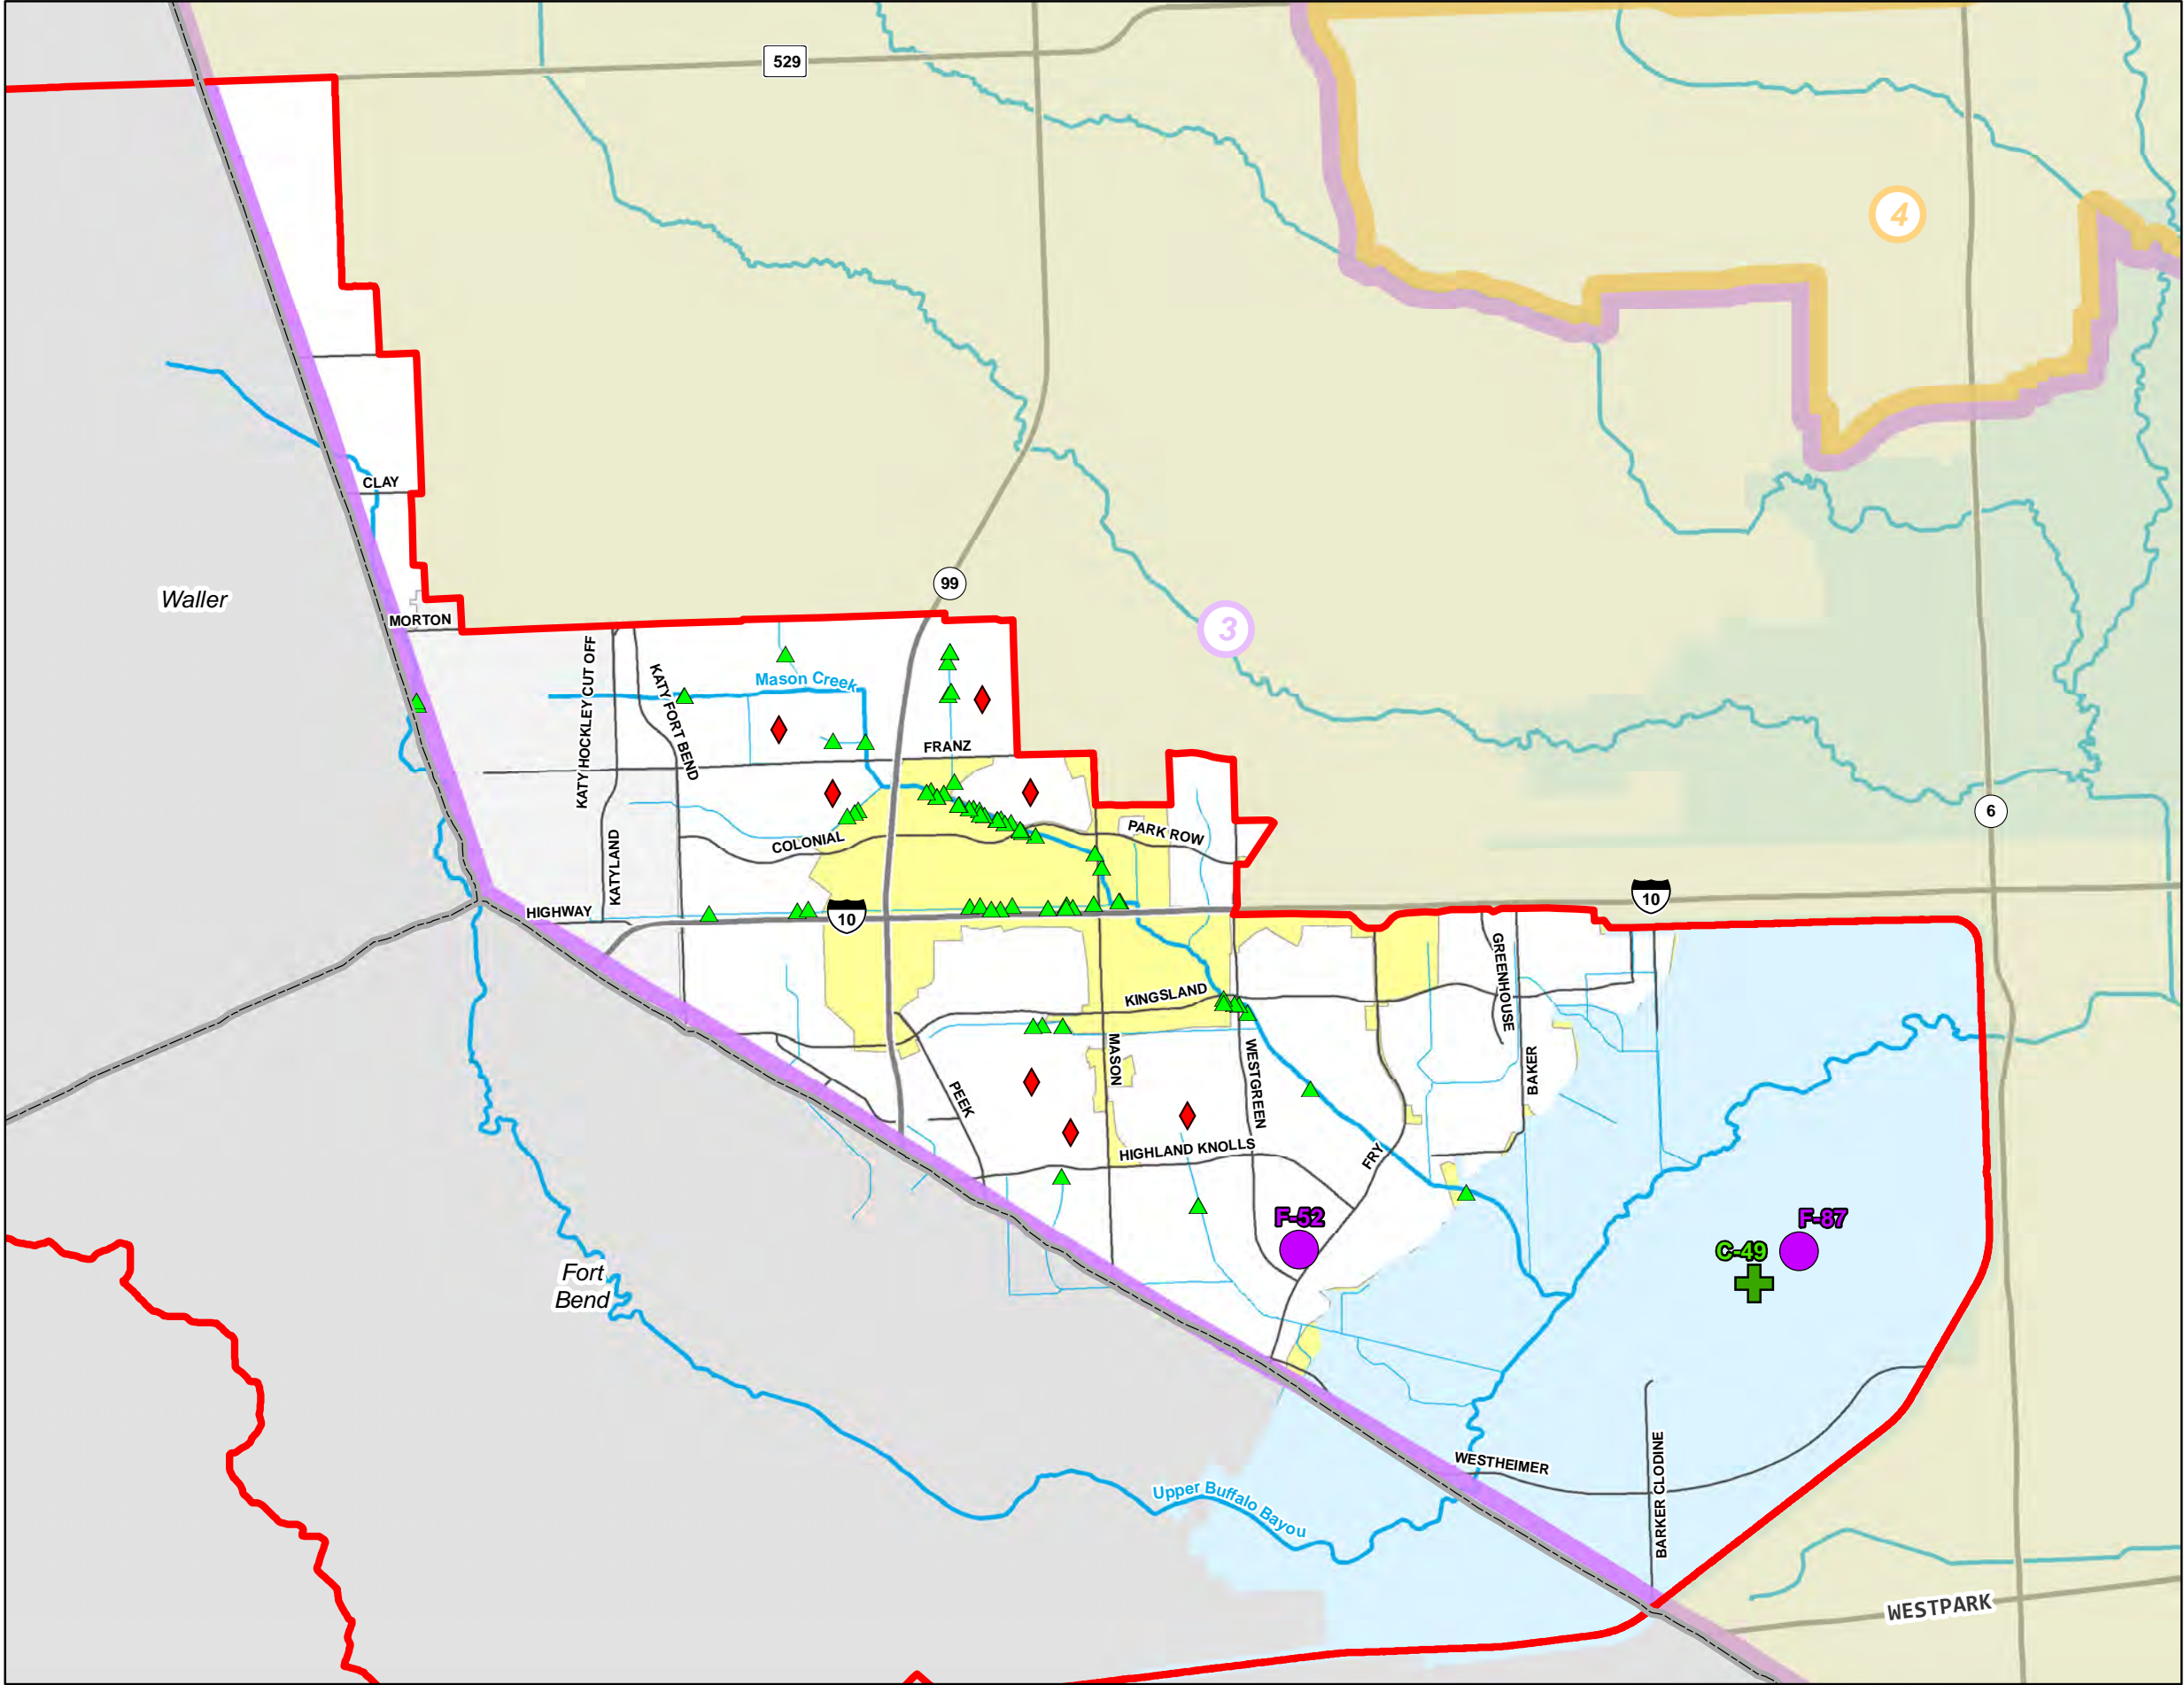 529
4
CLAY
99
Waller
MORTON
3
KATY HOCKLEY CUT OFF
KATY FORT BEND
Mason Creek
FRANZ
6
PARK ROW
COLONIAL
KATYLAND
10
HIGHWAY
10
GREENHOUSE
KINGSLAND
MASON
WESTGREEN
BAKER
PEEK
HIGHLAND KNOLLS
FRY
F-52
F-87
C-49
Fort
Bend
WESTHEIMER
Upper Buffalo Bayou
BARKER CLODINE
WESTPARK